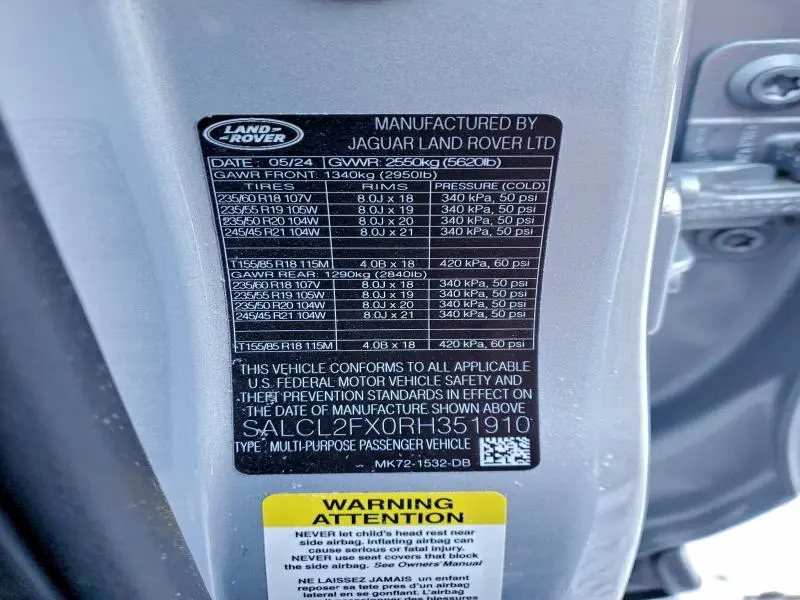 LAND ROVER
MANUFACTURED BY
JAGUAR LAND ROVER LTD
DATE : 05/24 GVWR: 2550kg (5620lb)
GAWR FRONT: 1340kg (2950lb)
TIRES RIMS PRESSURE (COLD)
235/60 R18 107V 8.0J x 18 340 kPa, 50 psi
235/55 R19 105W 8.0J x 19 340 kPa, 50 psi
235/50 R20 104W 8.0J x 20 340 kPa, 50 psi
245/45 R21 104W 8.0J x 21 340 kPa, 50 psi
T155/85 R18 115M 4.0B x 18 420 kPa, 60 psi
GAWR REAR: 1290kg (2840lb)
235/60 R18 107V 8.0J x 18 340 kPa, 50 psi
235/55 R19 105W 8.0J x 19 340 kPa, 50 psi
235/50 R20 104W 8.0J x 20 340 kPa, 50 psi
245/45 R21 104W 8.0J x 21 340 kPa, 50 psi
T155/85 R18 115M 4.0B x 18 420 kPa, 60 psi
THIS VEHICLE CONFORMS TO ALL APPLICABLE
U.S. FEDERAL MOTOR VEHICLE SAFETY AND
THEFT PREVENTION STANDARDS IN EFFECT ON
THE DATE OF MANUFACTURE SHOWN ABOVE
SALCL2FX0RH351910
TYPE : MULTI-PURPOSE PASSENGER VEHICLE
MK72-1532-DB
WARNING
ATTENTION
NEVER let child's head rest near
side airbag. Inflating airbag can
cause serious or fatal injury.
NEVER use seat covers that block
the side airbag. See Owners' Manual
NE LAISSEZ JAMAIS un enfant
reposer sa tete pres d'un airbag
lateral en se gonflant. L'airbag